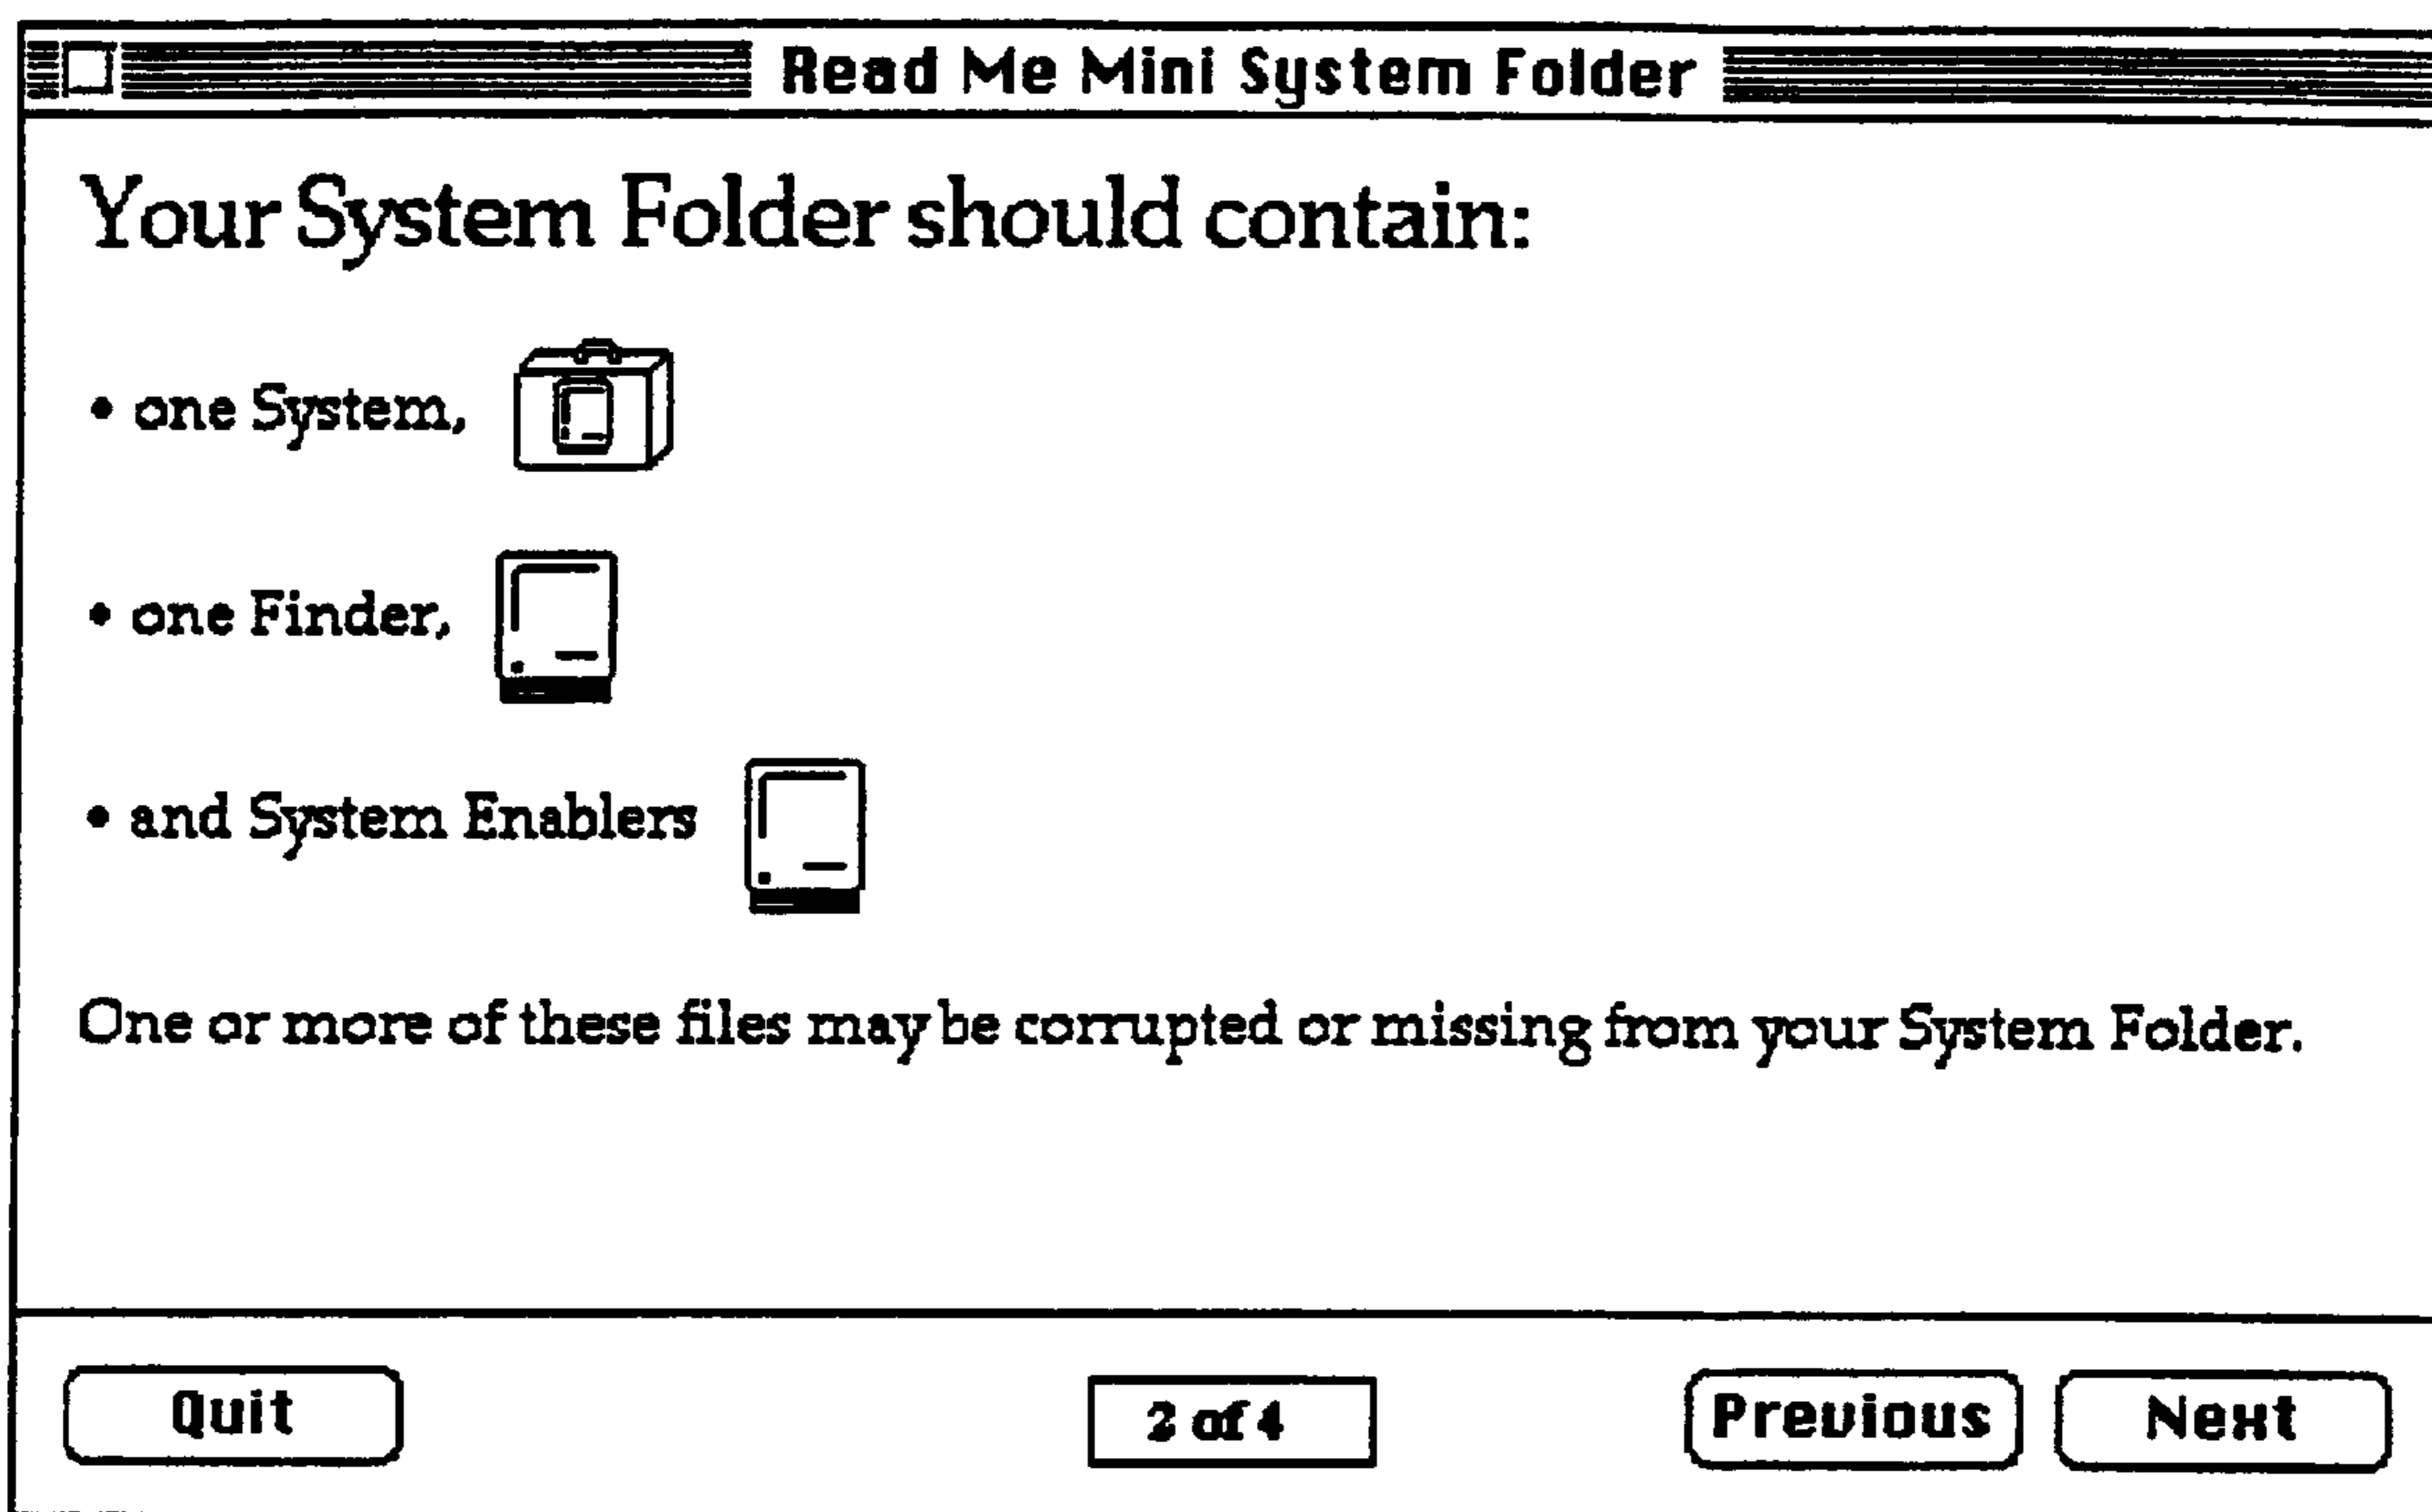 Read Me Mini System Folder
Your System Folder should contain:
• one System,
• one Finder,
• and System Enablers
One or more of these files may be corrupted or missing from your System Folder.
Quit
2 of 4
Previous
Next